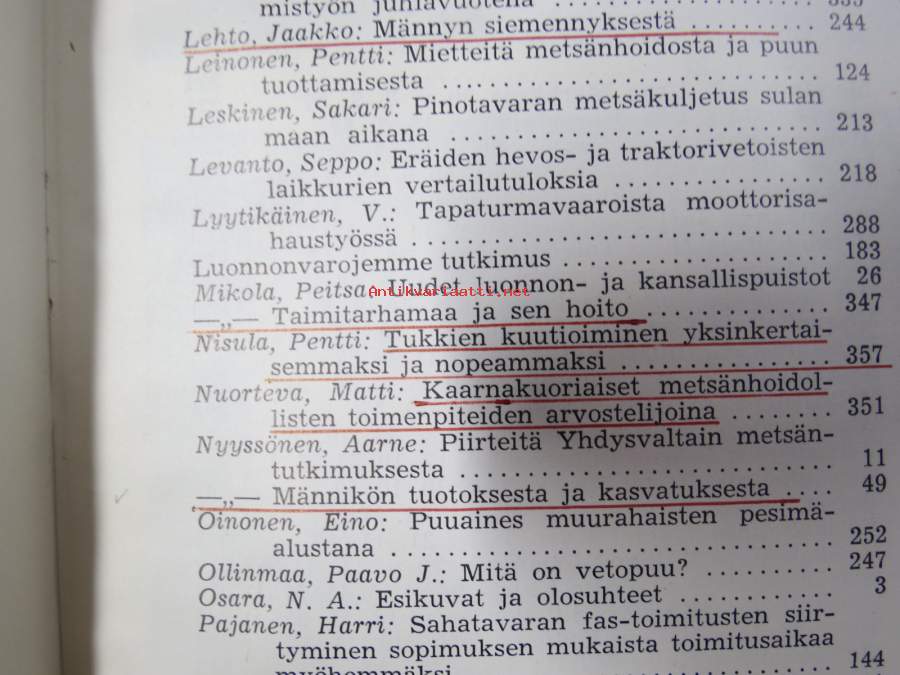 mistyön juhlavuotena ........ 335
Lehto, Jaakko: Männyn siemennyksestä .......... 244
Leinonen, Pentti: Mietteitä metsänhoidosta ja puun
tuottamisesta .............................. 124
Leskinen, Sakari: Pinotavaran metsäkuljetus sulan
maan aikana .............................. 213
Levanto, Seppo: Eräiden hevos- ja traktorivetoisten
laikkurien vertailutuloksia ................ 218
Lyytikäinen, V.: Tapaturmavaaroista moottorisa-
haustyössä .............................. 288
Luonnonvarojemme tutkimus .................... 183
Mikola, Peitsa: Uudet luonnon- ja kansallispuistot 26
Antikvariaatti.net
—„— Taimitarhamaa ja sen hoito .............. 347
Nisula, Pentti: Tukkien kuutioiminen yksinkertai-
semmaksi ja nopeammaksi ................ 357
Nuorteva, Matti: Kaarnakuoriaiset metsänhoidol-
listen toimenpiteiden arvostelijoina ........ 351
Nyyssönen, Aarne: Piirteitä Yhdysvaltain metsän-
tutkimuksesta ............................ 11
—„— Männikön tuotoksesta ja kasvatuksesta .... 49
Oinonen, Eino: Puuaines muurahaisten pesimä-
alustana ................................ 252
Ollinmaa, Paavo J.: Mitä on vetopuu? .......... 247
Osara, N. A.: Esikuvat ja olosuhteet ............ 3
Pajanen, Harri: Sahatavaran fas-toimitusten siir-
tyminen sopimuksen mukaista toimitusaikaa
myöhemmäksi .......................... 144